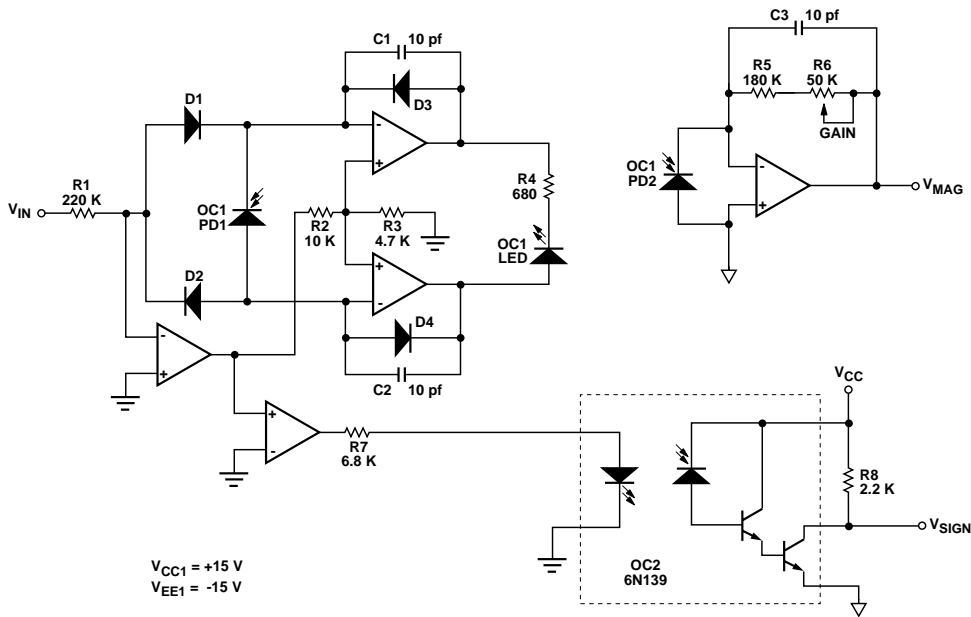 C1 10 pf
D3
D1
R1
220 K
V_IN
OC1
PD1
R2
10 K
R3
4.7 K
R4
680
OC1
LED
D2
D4
C2 10 pf
-
+
+
-
-
+
+
-
R7
6.8 K
V_CC1 = +15 V
V_EE1 = -15 V
C3 10 pf
R5
180 K
R6
50 K
GAIN
OC1
PD2
-
+
V_MAG
V_CC
R8
2.2 K
V_SIGN
OC2
6N139